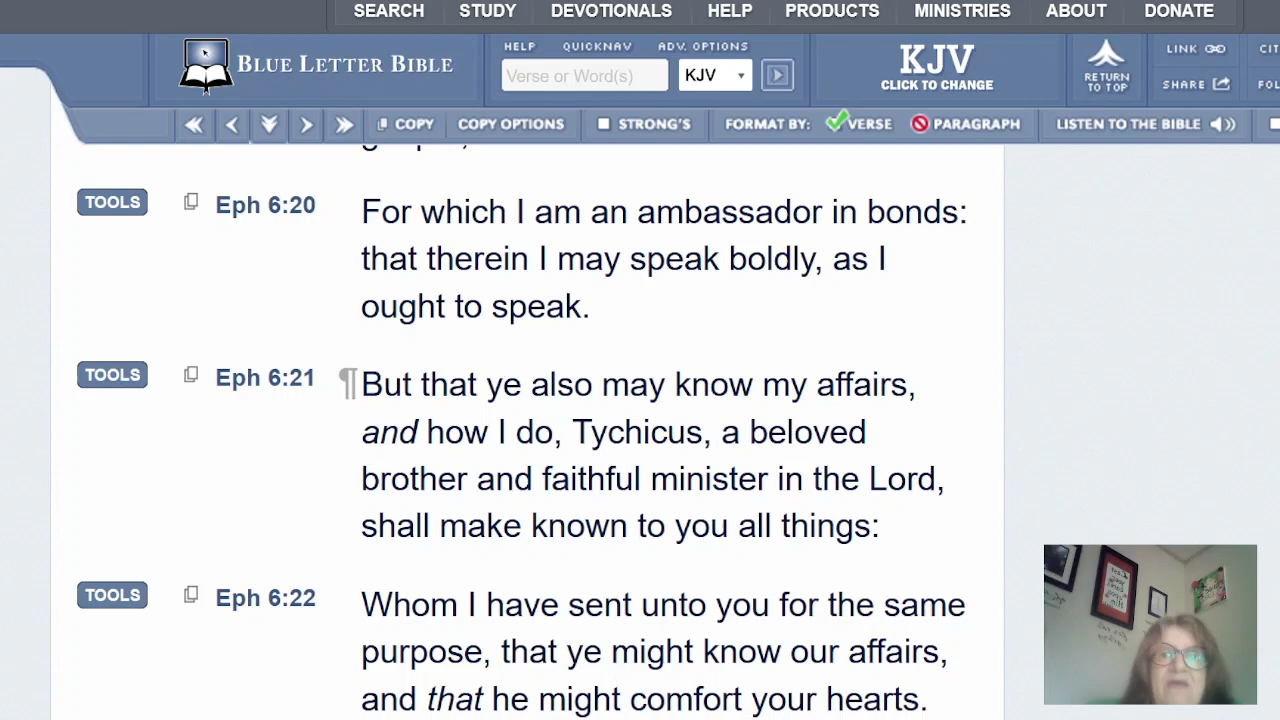 SEARCH STUDY DEVOTIONALS HELP PRODUCTS MINISTRIES ABOUT DONATE
HELP QUICKNAV ADV. OPTIONS
BLUE LETTER BIBLE
Verse or Word(s) KJV
KJV
CLICK TO CHANGE
RETURN
TO TOP
LINK
SHARE
COPY COPY OPTIONS STRONG'S FORMAT BY: VERSE PARAGRAPH LISTEN TO THE BIBLE
TOOLS Eph 6:20 For which I am an ambassador in bonds:
that therein I may speak boldly, as I
ought to speak.
TOOLS Eph 6:21 ¶But that ye also may know my affairs,
and how I do, Tychicus, a beloved
brother and faithful minister in the Lord,
shall make known to you all things:
TOOLS Eph 6:22 Whom I have sent unto you for the same
purpose, that ye might know our affairs,
and that he might comfort your hearts.